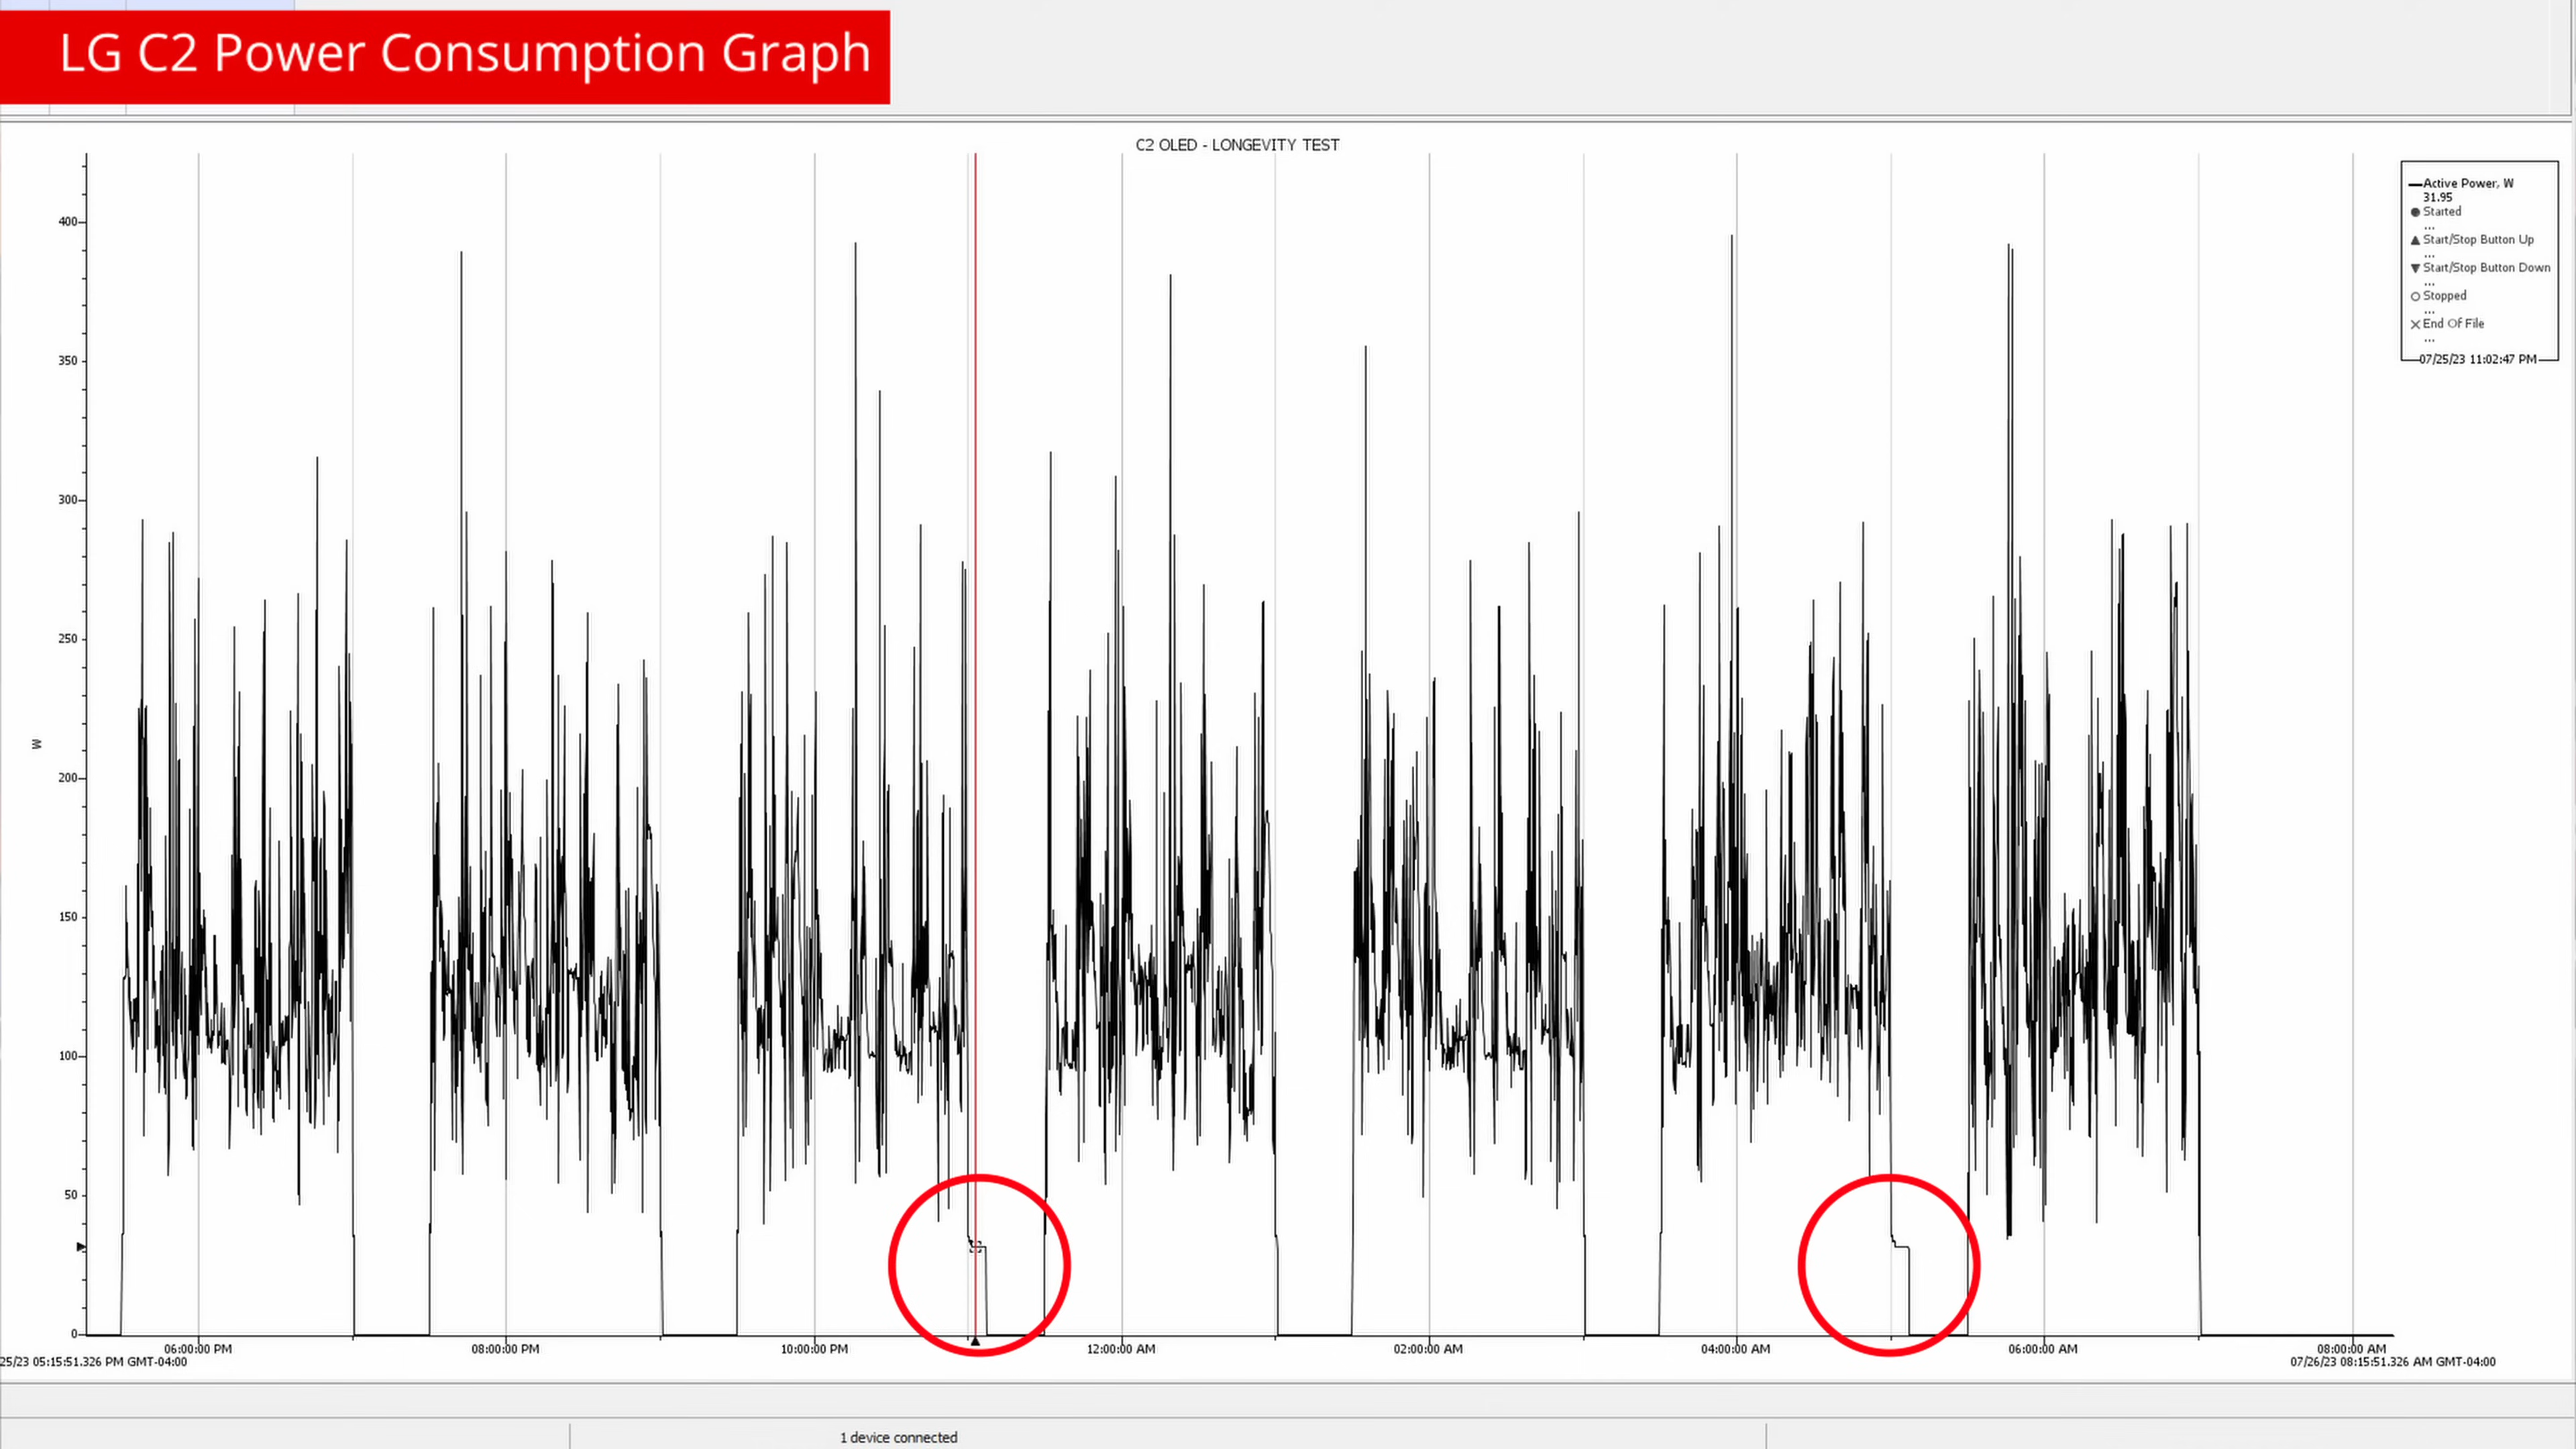 LG C2 Power Consumption Graph
C2 OLED - LONGEVITY TEST
Active Power, W
31.95
Started
...
Start/Stop Button Up
...
Start/Stop Button Down
...
Stopped
...
End Of File
...
07/25/23 11:02:47 PM
400
350
300
250
W
200
150
100
50
0
06:00:00 PM
08:00:00 PM
10:00:00 PM
12:00:00 AM
02:00:00 AM
04:00:00 AM
06:00:00 AM
08:00:00 AM
25/23 05:15:51.326 PM GMT-04:00
07/26/23 08:15:51.326 AM GMT-04:00
1 device connected